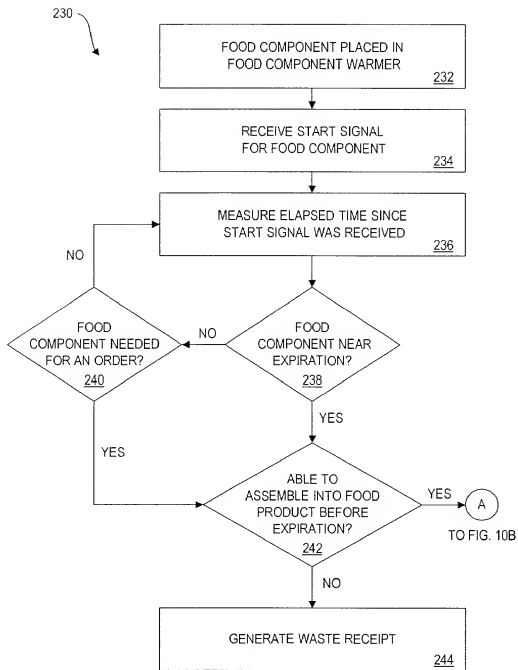 230
FOOD COMPONENT PLACED IN
FOOD COMPONENT WARMER
232
RECEIVE START SIGNAL
FOR FOOD COMPONENT
234
MEASURE ELAPSED TIME SINCE
START SIGNAL WAS RECEIVED
236
NO
FOOD
COMPONENT NEEDED
FOR AN ORDER?
240
NO
FOOD
COMPONENT NEAR
EXPIRATION?
238
YES
YES
ABLE TO
ASSEMBLE INTO FOOD
PRODUCT BEFORE
EXPIRATION?
242
YES
A
TO FIG. 10B
NO
GENERATE WASTE RECEIPT
244